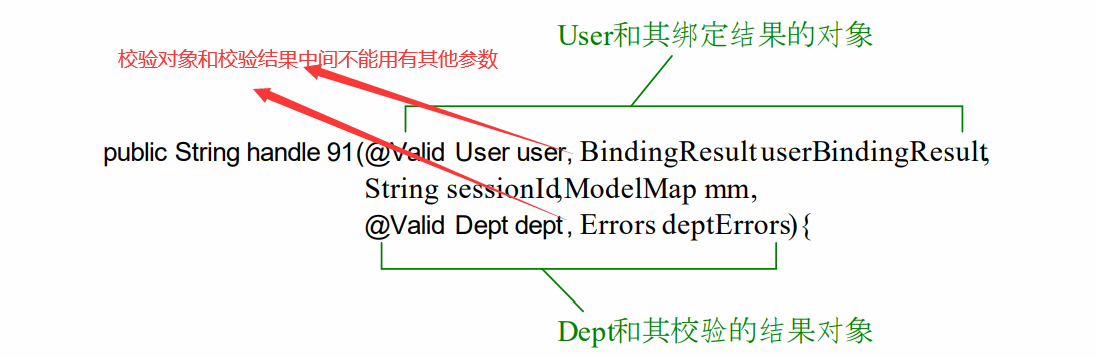 User和其绑定结果的对象
校验对象和校验结果中间不能用有其他参数
public String handle 91(@Valid User user, BindingResult userBindingResult,
String sessionId,ModelMap mm,
@Valid Dept dept, Errors deptErrors){
Dept和其校验的结果对象